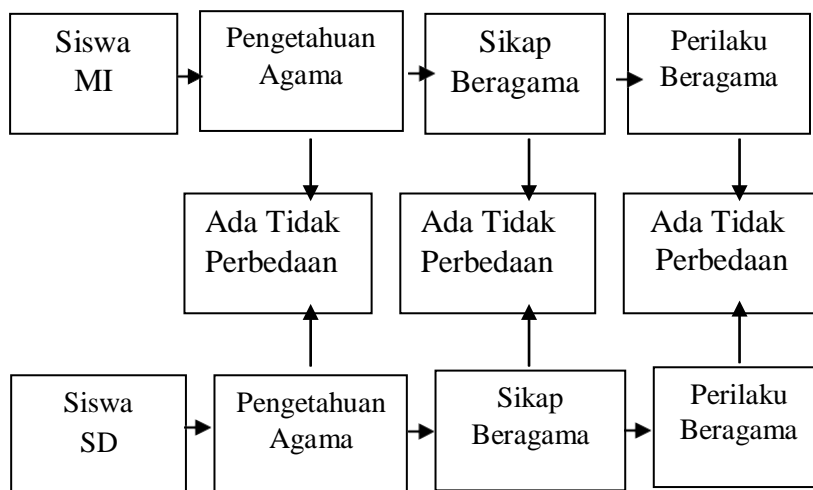 Siswa
MI
Pengetahuan
Agama
Sikap
Beragama
Perilaku
Beragama
Ada Tidak
Perbedaan
Ada Tidak
Perbedaan
Ada Tidak
Perbedaan
Siswa
SD
Pengetahuan
Agama
Sikap
Beragama
Perilaku
Beragama